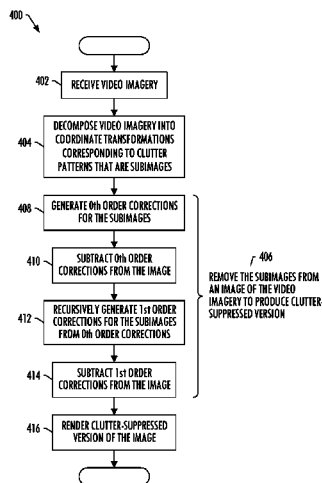 400
402
RECEIVE VIDEO IMAGERY
404
DECOMPOSE VIDEO IMAGERY INTO
COORDINATE TRANSFORMATIONS
CORRESPONDING TO CLUTTER
PATTERNS THAT ARE SUBIMAGES
408
GENERATE 0th ORDER CORRECTIONS
FOR THE SUBIMAGES
410
SUBTRACT 0th ORDER
CORRECTIONS FROM THE IMAGE
412
RECURSIVELY GENERATE 1st ORDER
CORRECTIONS FOR THE SUBIMAGES
FROM 0th ORDER CORRECTIONS
414
SUBTRACT 1st ORDER
CORRECTIONS FROM THE IMAGE
406
REMOVE THE SUBIMAGES FROM
AN IMAGE OF THE VIDEO
IMAGERY TO PRODUCE CLUTTER-
SUPPRESSED VERSION
416
RENDER CLUTTER-SUPPRESSED
VERSION OF THE IMAGE